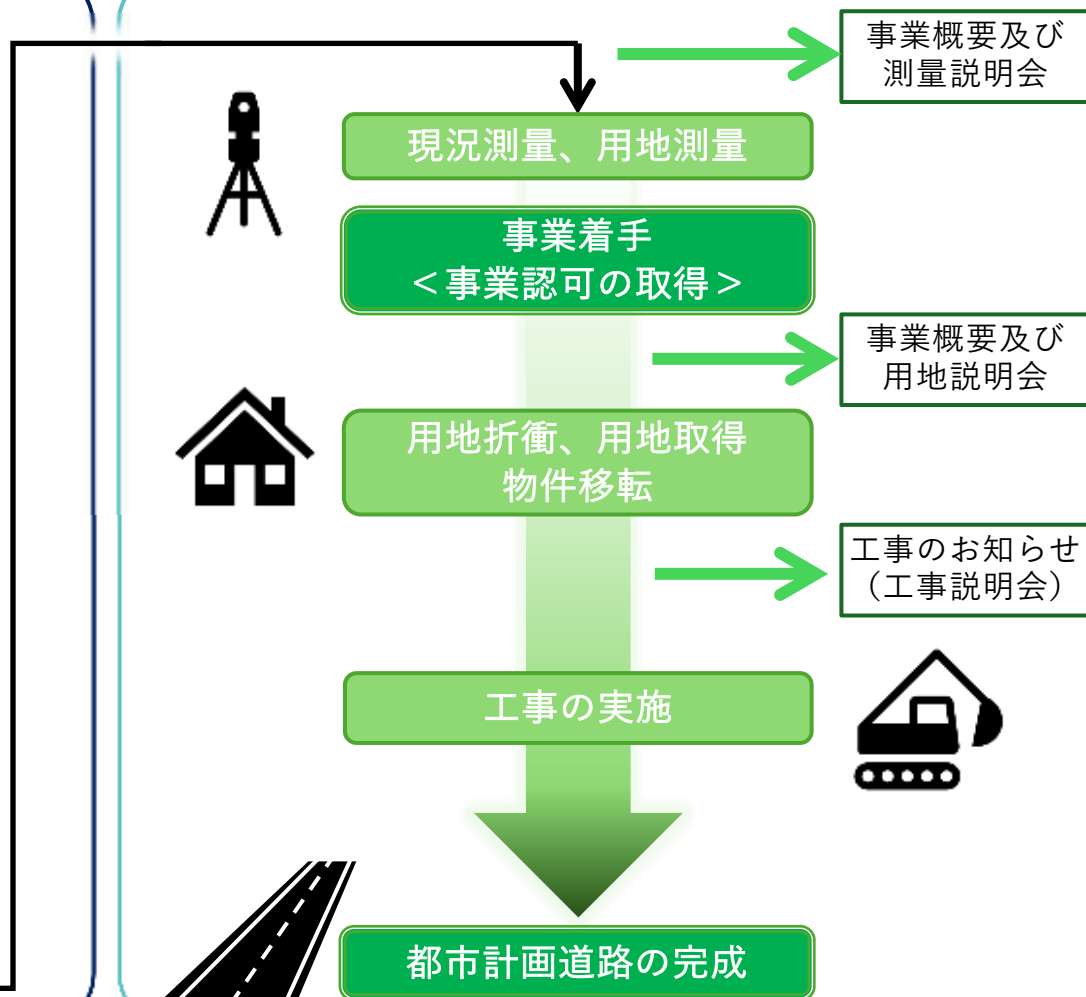 事業概要及び
測量説明会
現況測量、用地測量
事業着手
＜事業認可の取得＞
事業概要及び
用地説明会
用地折衝、用地取得
物件移転
工事のお知らせ
（工事説明会）
工事の実施
都市計画道路の完成